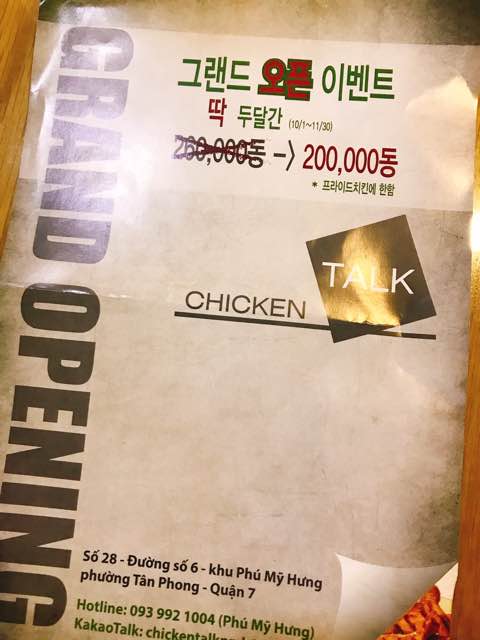 GRAND OPENING
그랜드 오픈 이벤트
딱 두달간 (10/1~11/30)
260,000동 -> 200,000동
* 프라이드치킨에 한함
CHICKEN TALK
Số 28 - Đường số 6 - khu Phú Mỹ Hưng
phường Tân Phong - Quận 7
Hotline: 093 992 1004 (Phú Mỹ Hưng)
KakaoTalk: